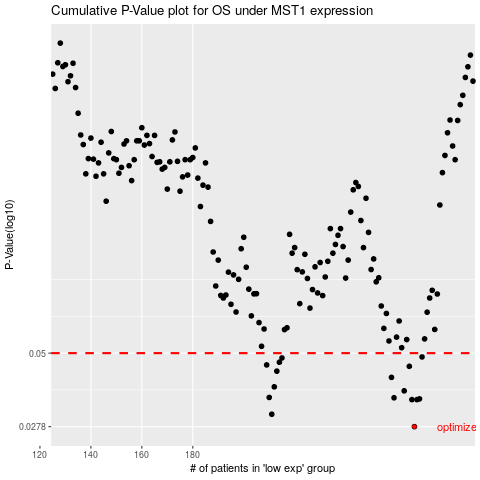 Cumulative P-Value plot for OS under MST1 expression
P-Value(log10)
0.05
0.0278
optimize
120 140 160 180
# of patients in 'low exp' group